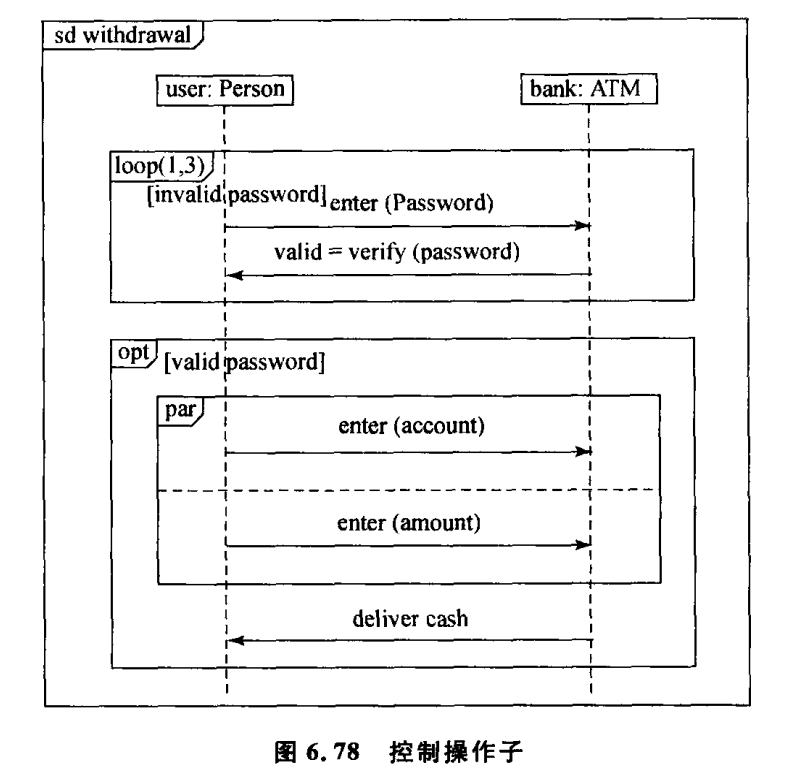 sd withdrawal
user: Person
bank: ATM
loop(1,3)
[invalid password]
enter (Password)
valid = verify (password)
opt
[valid password]
par
enter (account)
enter (amount)
deliver cash
图 6.78 控制操作子